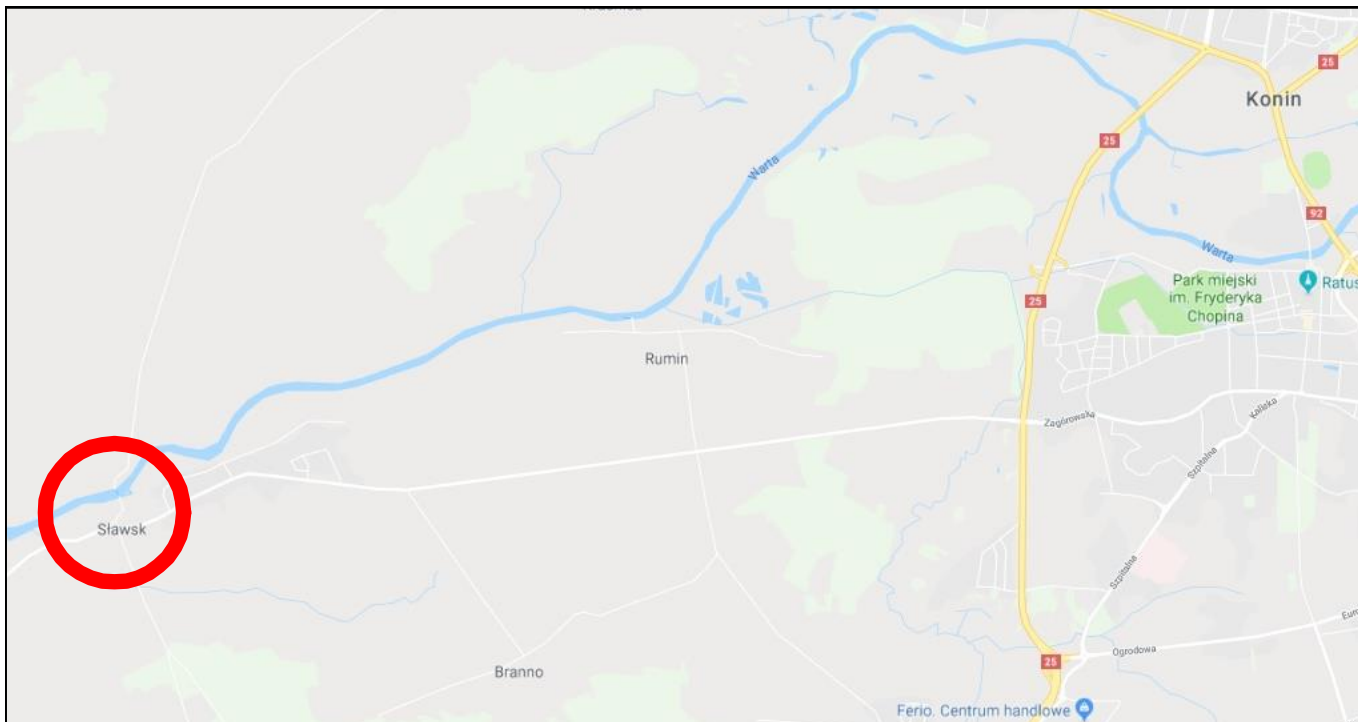 25
Konin
Warta
25
92
Warta
Park miejski
im. Fryderyka
Chopina
Ratus
25
Rumin
Kaliska
Zagórowska
Szpitalna
Sławsk
Szpitalna
Eum
Ogrodowa
25
Branno
Ferio. Centrum handlowe